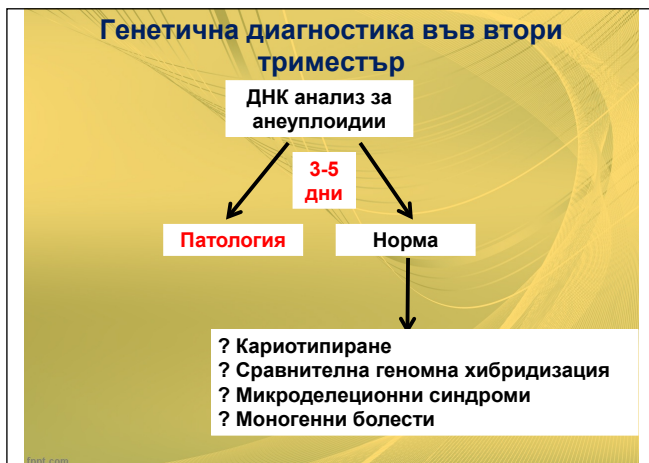 Генетична диагностика във втори
триместър
ДНК анализ за
анеуплоидии
3-5
дни
Патология
Норма
? Кариотипиране
? Сравнителна геномна хибридизация
? Микроделеционни синдроми
? Моногенни болести
fppt.com